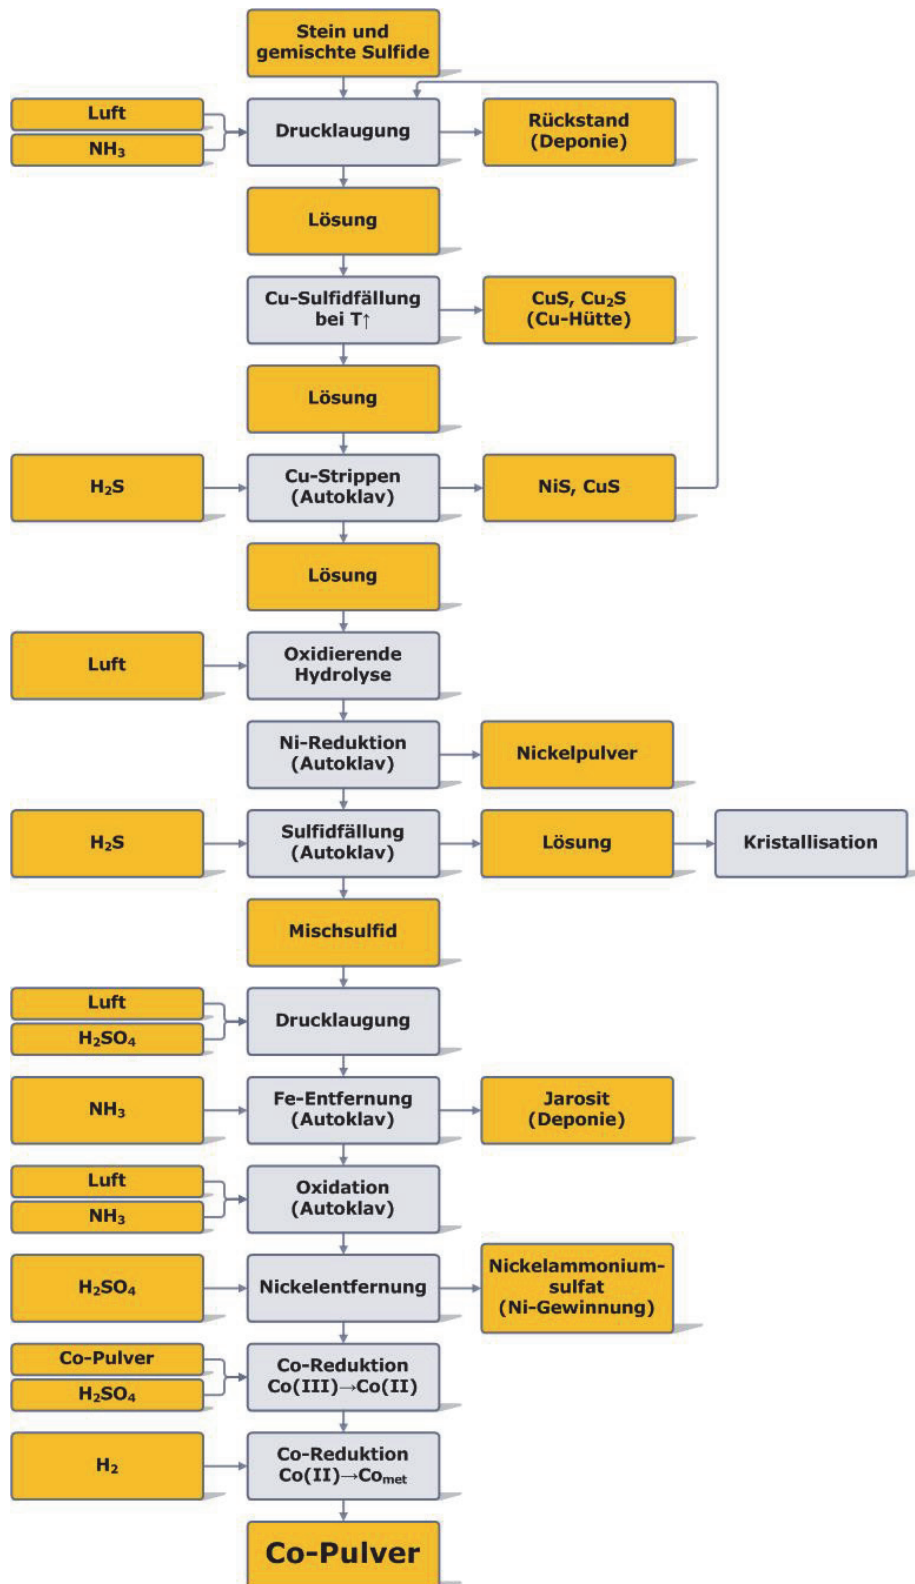 Stein und
gemischte Sulfide
Luft
NH₃
Drucklaugung
Rückstand
(Deponie)
Lösung
Cu-Sulfidfällung
bei T↑
CuS, Cu₂S
(Cu-Hütte)
Lösung
H₂S
Cu-Strippen
(Autoklav)
NiS, CuS
Lösung
Luft
Oxidierende
Hydrolyse
Ni-Reduktion
(Autoklav)
Nickelpulver
H₂S
Sulfidfällung
(Autoklav)
Lösung
Kristallisation
Mischsulfid
Luft
H₂SO₄
Drucklaugung
NH₃
Fe-Entfernung
(Autoklav)
Jarosit
(Deponie)
Luft
NH₃
Oxidation
(Autoklav)
H₂SO₄
Nickelentfernung
Nickelammonium-
sulfat
(Ni-Gewinnung)
Co-Pulver
H₂SO₄
Co-Reduktion
Co(III)→Co(II)
H₂
Co-Reduktion
Co(II)→Coₘₑₜ
Co-Pulver